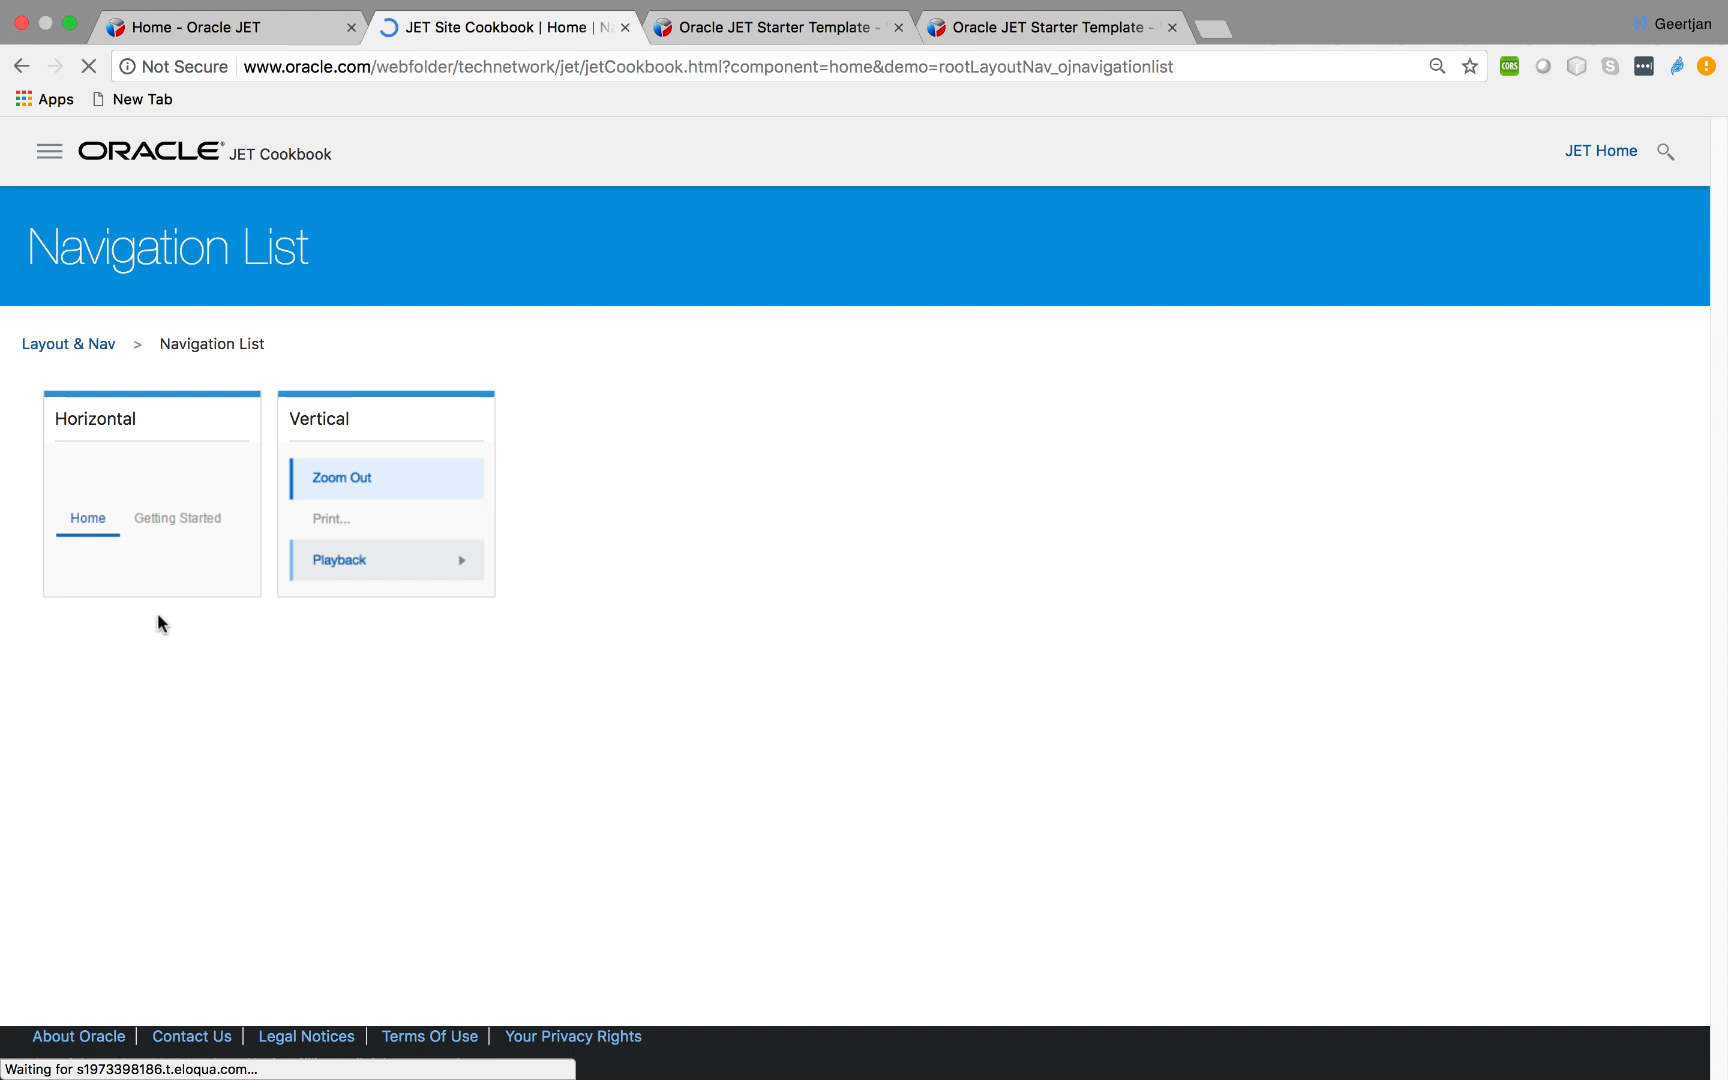 Home - Oracle JET
JET Site Cookbook | Home | Na
Oracle JET Starter Template -
Oracle JET Starter Template -
Geertjan
Not Secure
www.oracle.com/webfolder/technetwork/jet/jetCookbook.html?component=home&demo=rootLayoutNav_ojnavigationlist
CORS
Apps
New Tab
ORACLE® JET Cookbook
JET Home
Navigation List
Layout & Nav > Navigation List
Horizontal
Home
Getting Started
Vertical
Zoom Out
Print...
Playback
About Oracle | Contact Us | Legal Notices | Terms Of Use | Your Privacy Rights
Waiting for s1973398186.t.eloqua.com...